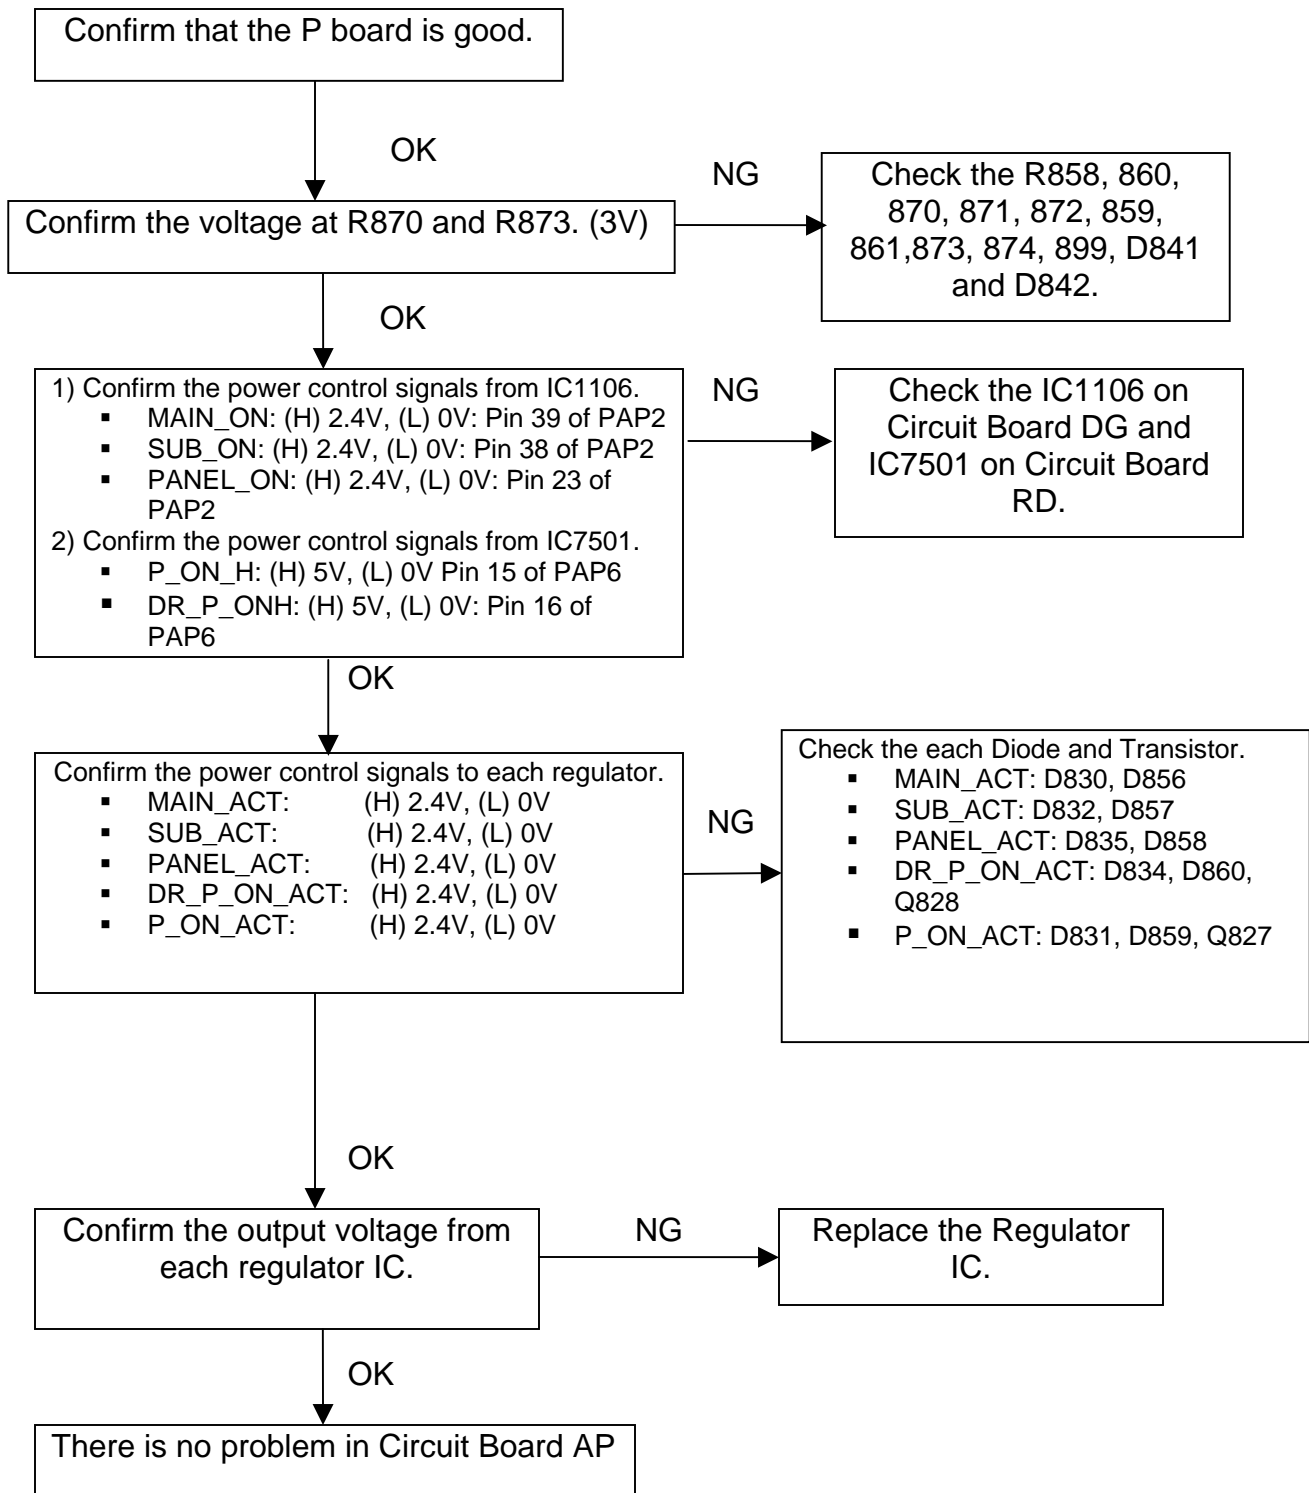 Confirm that the P board is good.
OK
NG
Confirm the voltage at R870 and R873. (3V)
Check the R858, 860,
870, 871, 872, 859,
861,873, 874, 899, D841
and D842.
OK
1) Confirm the power control signals from IC1106.
▪ MAIN_ON: (H) 2.4V, (L) 0V: Pin 39 of PAP2
▪ SUB_ON: (H) 2.4V, (L) 0V: Pin 38 of PAP2
▪ PANEL_ON: (H) 2.4V, (L) 0V: Pin 23 of
PAP2
2) Confirm the power control signals from IC7501.
▪ P_ON_H: (H) 5V, (L) 0V Pin 15 of PAP6
▪ DR_P_ONH: (H) 5V, (L) 0V: Pin 16 of
PAP6
NG
Check the IC1106 on
Circuit Board DG and
IC7501 on Circuit Board
RD.
OK
Confirm the power control signals to each regulator.
▪ MAIN_ACT: (H) 2.4V, (L) 0V
▪ SUB_ACT: (H) 2.4V, (L) 0V
▪ PANEL_ACT: (H) 2.4V, (L) 0V
▪ DR_P_ON_ACT: (H) 2.4V, (L) 0V
▪ P_ON_ACT: (H) 2.4V, (L) 0V
NG
Check the each Diode and Transistor.
▪ MAIN_ACT: D830, D856
▪ SUB_ACT: D832, D857
▪ PANEL_ACT: D835, D858
▪ DR_P_ON_ACT: D834, D860,
Q828
▪ P_ON_ACT: D831, D859, Q827
OK
Confirm the output voltage from
each regulator IC.
NG
Replace the Regulator
IC.
OK
There is no problem in Circuit Board AP